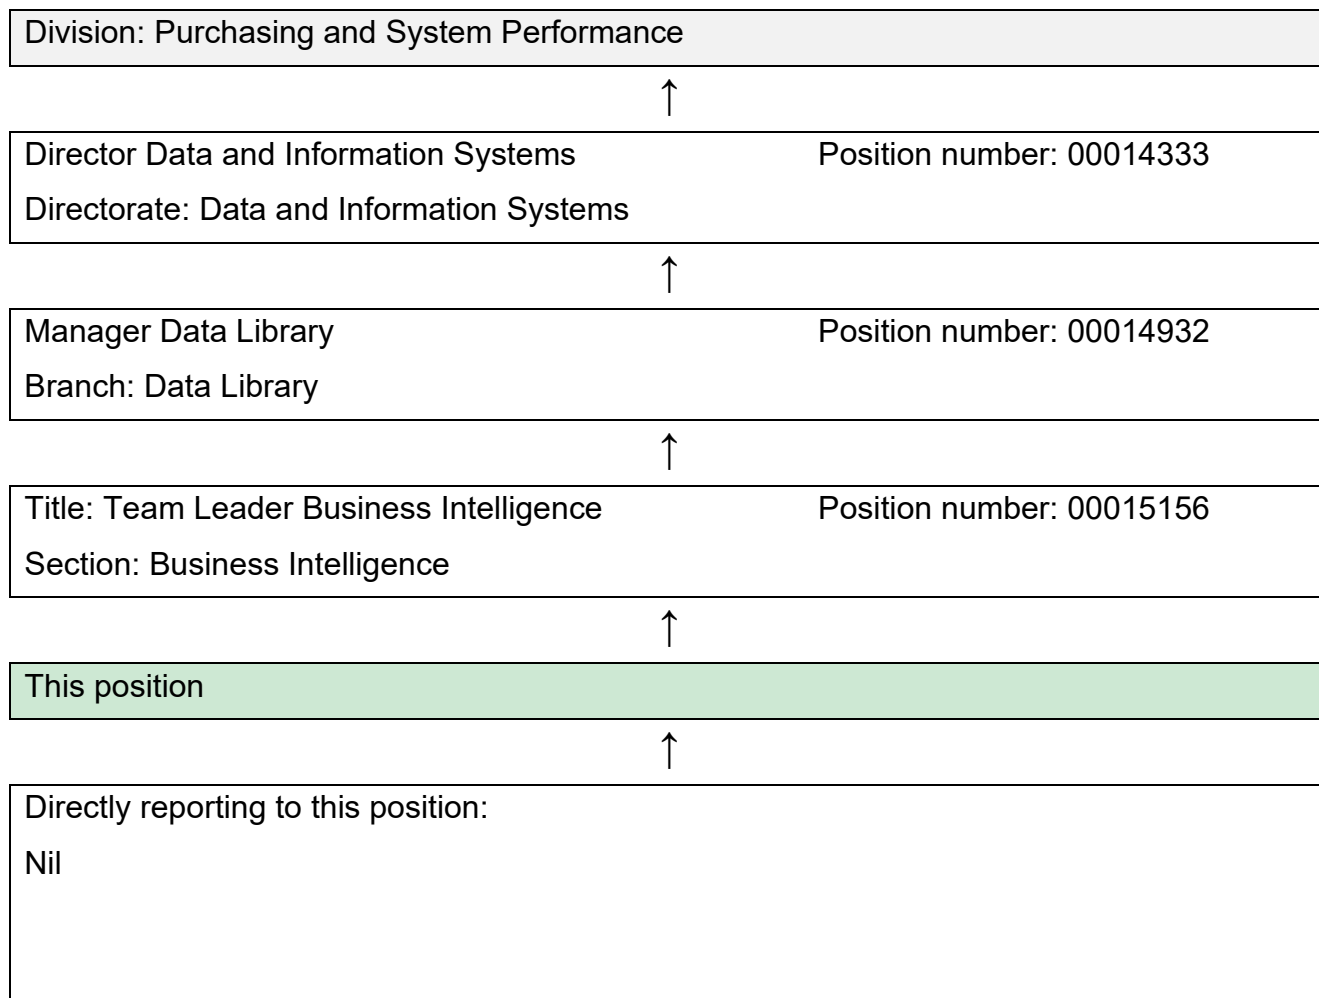 Division: Purchasing and System Performance
↑
Director Data and Information Systems Position number: 00014333
Directorate: Data and Information Systems
↑
Manager Data Library Position number: 00014932
Branch: Data Library
↑
Title: Team Leader Business Intelligence Position number: 00015156
Section: Business Intelligence
↑
This position
↑
Directly reporting to this position:
Nil